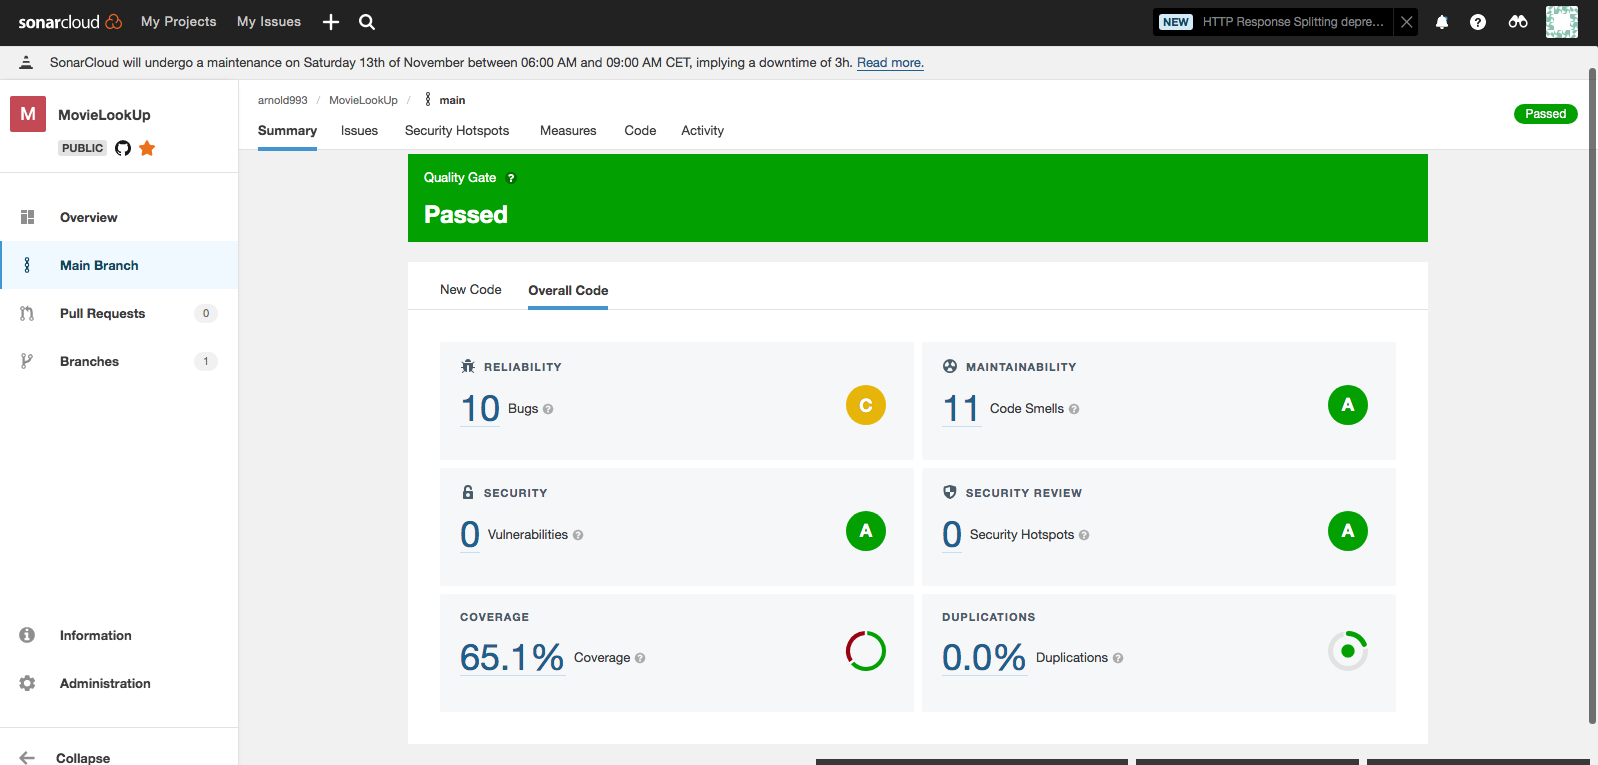 sonarcloud My Projects My Issues NEW HTTP Response Splitting depre...
SonarCloud will undergo a maintenance on Saturday 13th of November between 06:00 AM and 09:00 AM CET, implying a downtime of 3h. Read more.
M MovieLookUp
PUBLIC
Overview
Main Branch
Pull Requests 0
Branches 1
Information
Administration
Collapse
arnold993 / MovieLookUp / main
Passed
Summary Issues Security Hotspots Measures Code Activity
Quality Gate ?
Passed
New Code Overall Code
RELIABILITY
10 Bugs ? C
MAINTAINABILITY
11 Code Smells ? A
SECURITY
0 Vulnerabilities ? A
SECURITY REVIEW
0 Security Hotspots ? A
COVERAGE
65.1% Coverage ?
DUPLICATIONS
0.0% Duplications ?